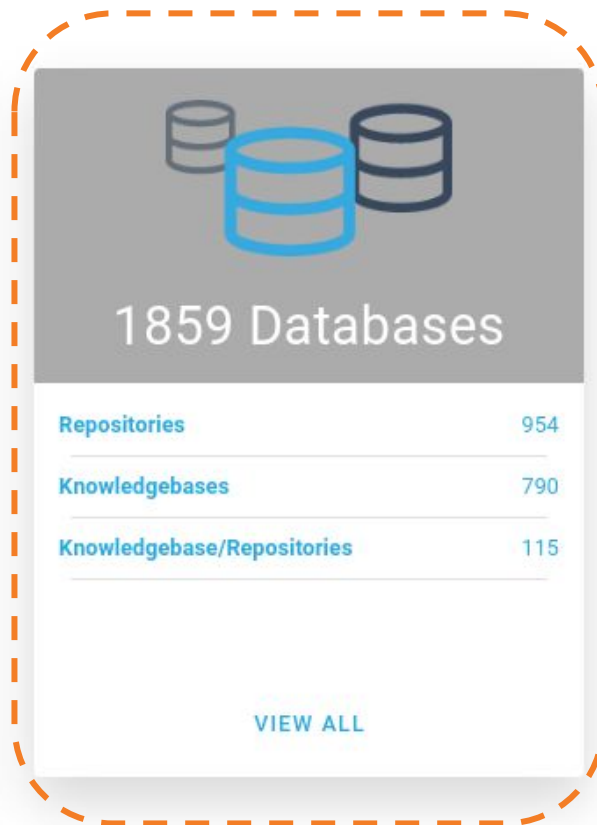 1859 Databases
Repositories 954
Knowledgebases 790
Knowledgebase/Repositories 115
VIEW ALL